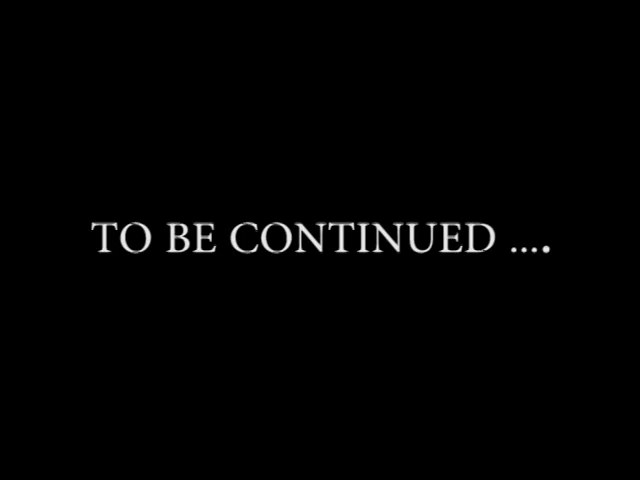 TO BE CONTINUED ....